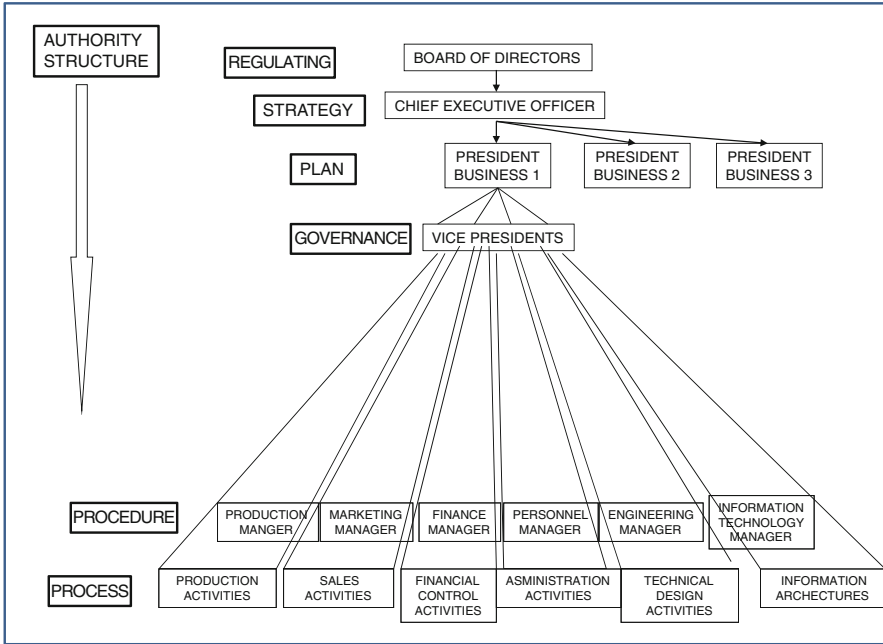 AUTHORITY
STRUCTURE
REGULATING
BOARD OF DIRECTORS
STRATEGY
CHIEF EXECUTIVE OFFICER
PLAN
PRESIDENT
BUSINESS 1
PRESIDENT
BUSINESS 2
PRESIDENT
BUSINESS 3
GOVERNANCE
VICE PRESIDENTS
PROCEDURE
PRODUCTION
MANGER
MARKETING
MANAGER
FINANCE
MANAGER
PERSONNEL
MANAGER
ENGINEERING
MANAGER
INFORMATION
TECHNOLOGY
MANAGER
PROCESS
PRODUCTION
ACTIVITIES
SALES
ACTIVITIES
FINANCIAL
CONTROL
ACTIVITIES
ASMINISTRATION
ACTIVITIES
TECHNICAL
DESIGN
ACTIVITIES
INFORMATION
ARCHECTURES